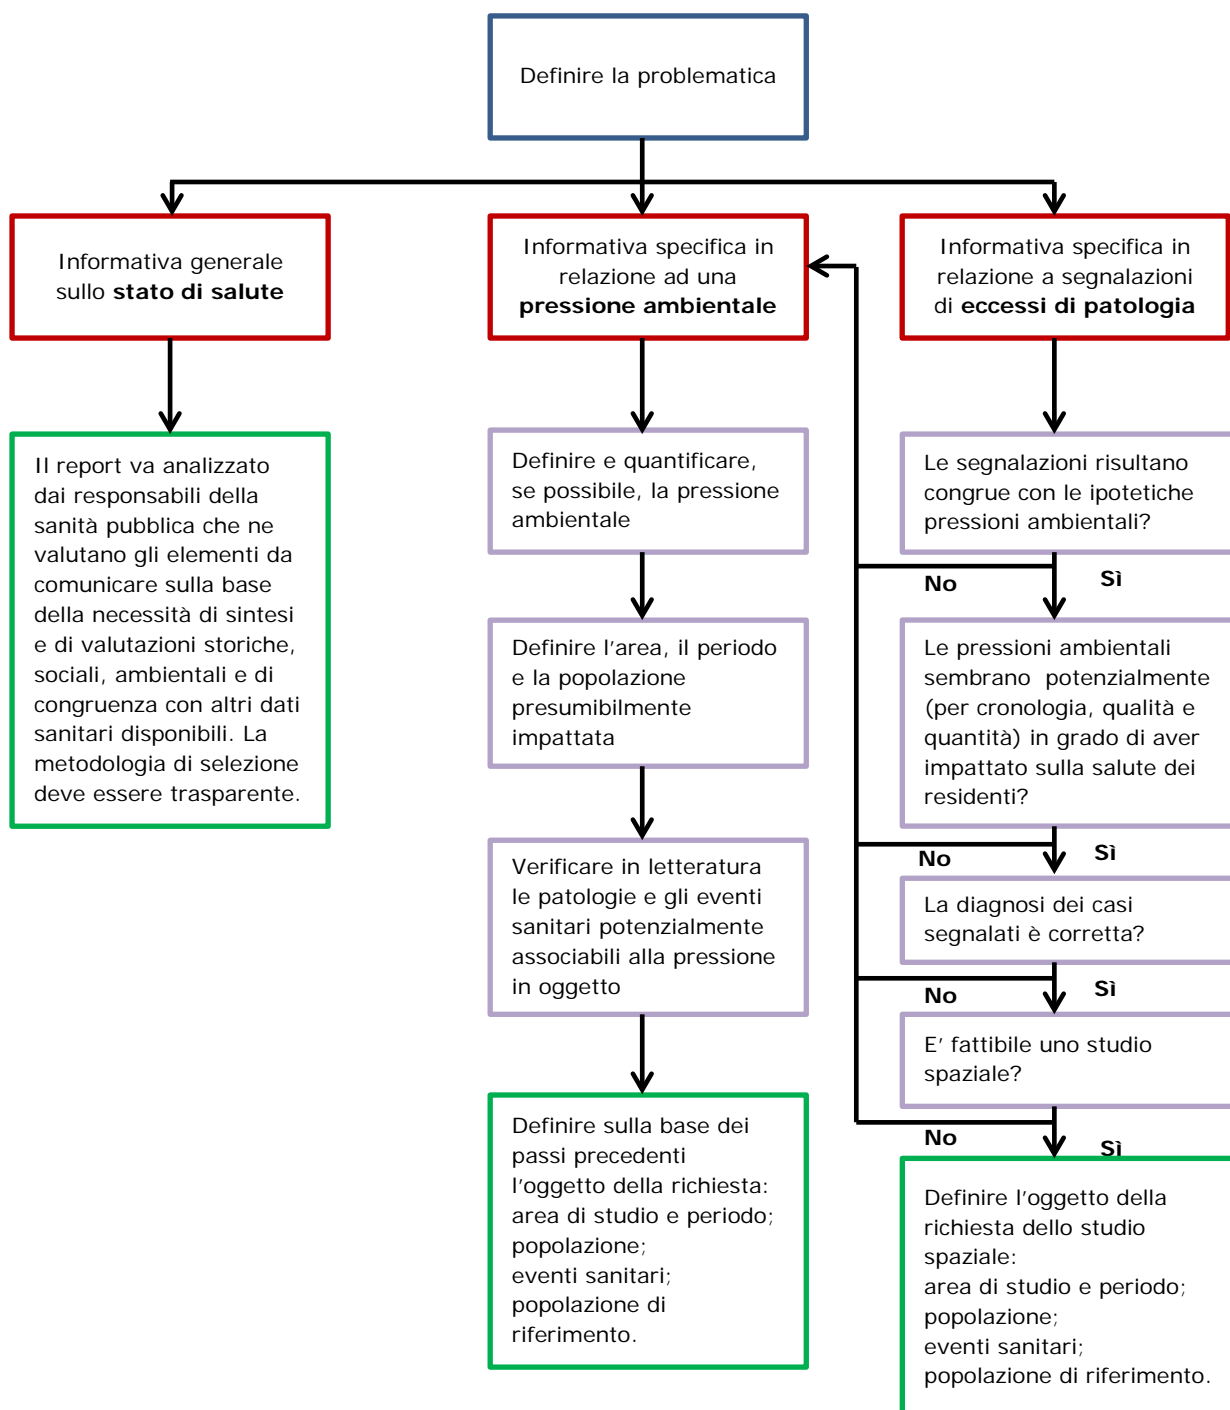 Definire la problematica
Informativa generale
sullo stato di salute
Informativa specifica in
relazione ad una
pressione ambientale
Informativa specifica in
relazione a segnalazioni
di eccessi di patologia
Il report va analizzato
dai responsabili della
sanità pubblica che ne
valutano gli elementi da
comunicare sulla base
della necessità di sintesi
e di valutazioni storiche,
sociali, ambientali e di
congruenza con altri dati
sanitari disponibili. La
metodologia di selezione
deve essere trasparente.
Definire e quantificare,
se possibile, la pressione
ambientale
Definire l'area, il periodo
e la popolazione
presumibilmente
impattata
Verificare in letteratura
le patologie e gli eventi
sanitari potenzialmente
associabili alla pressione
in oggetto
Definire sulla base dei
passi precedenti
l'oggetto della richiesta:
area di studio e periodo;
popolazione;
eventi sanitari;
popolazione di
riferimento.
Le segnalazioni risultano
congrue con le ipotetiche
pressioni ambientali?
No Sì
Le pressioni ambientali
sembrano potenzialmente
(per cronologia, qualità e
quantità) in grado di aver
impattato sulla salute dei
residenti?
No Sì
La diagnosi dei casi
segnalati è corretta?
No Sì
E' fattibile uno studio
spaziale?
No Sì
Definire l'oggetto della
richiesta dello studio
spaziale:
area di studio e periodo;
popolazione;
eventi sanitari;
popolazione di riferimento.